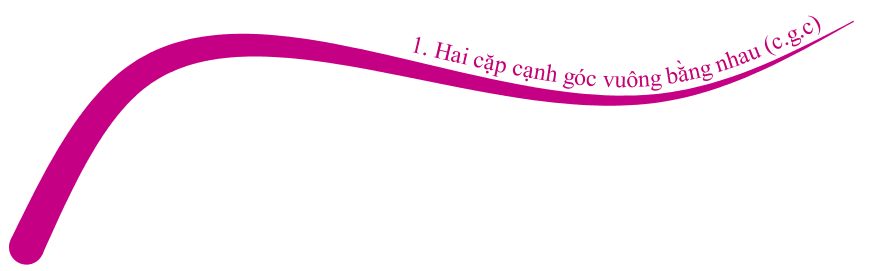 1. Hai cặp cạnh góc vuông bằng nhau (c.g.c)